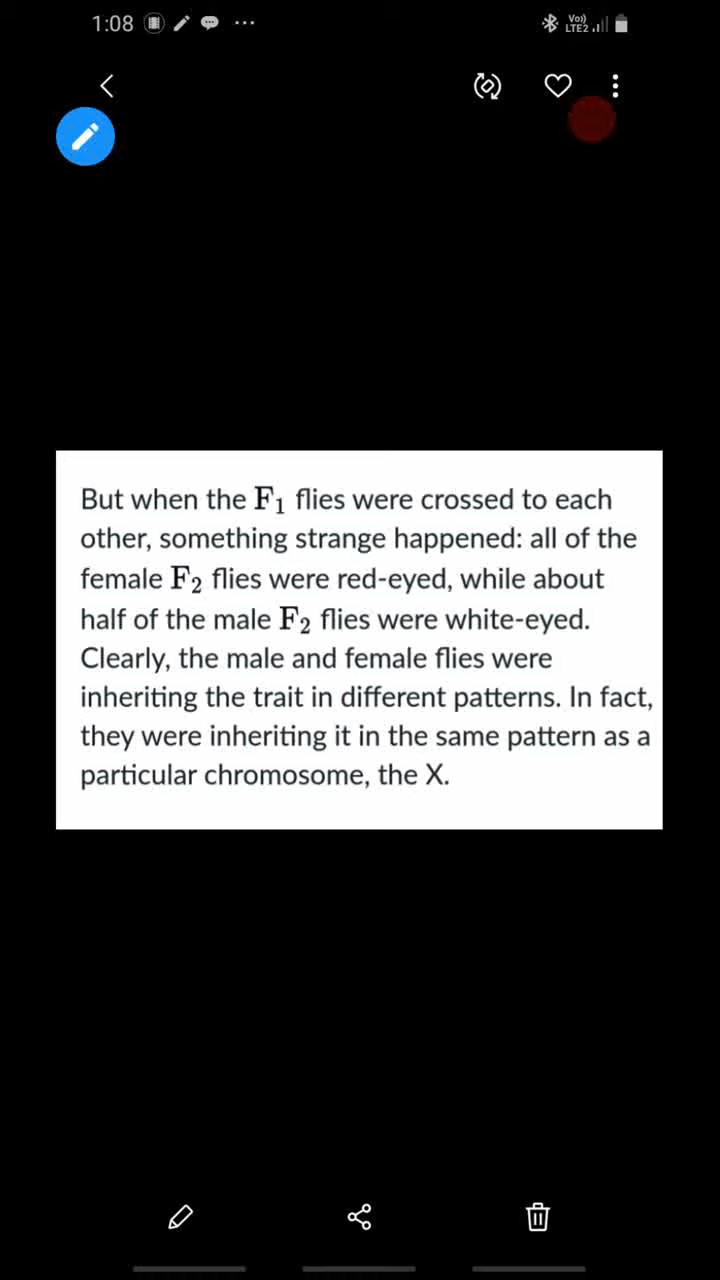 1:08
Vo))
LTE2
But when the F₁ flies were crossed to each
other, something strange happened: all of the
female F₂ flies were red-eyed, while about
half of the male F₂ flies were white-eyed.
Clearly, the male and female flies were
inheriting the trait in different patterns. In fact,
they were inheriting it in the same pattern as a
particular chromosome, the X.